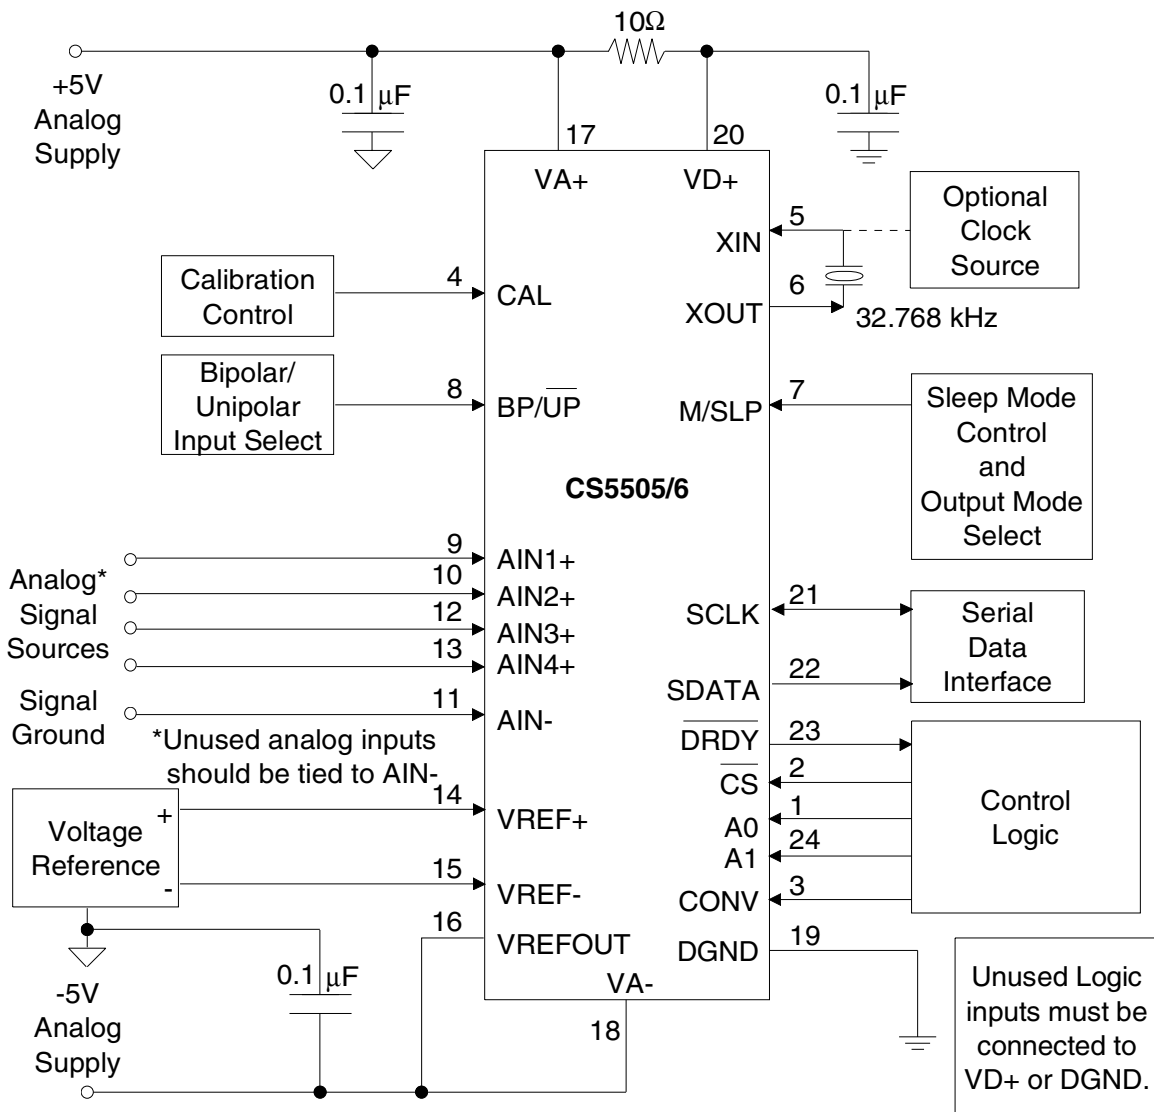 10Ω
+5V
Analog
Supply
0.1 µF
0.1 µF
17
20
VA+
VD+
5
XIN
Optional
Clock
Source
Calibration
Control
4
CAL
6
XOUT
32.768 kHz
Bipolar/
Unipolar
Input Select
8
BP/U̅P̅
7
M/SLP
Sleep Mode
Control
and
Output Mode
Select
CS5505/6
Analog*
Signal
Sources
9
AIN1+
10
AIN2+
12
AIN3+
13
AIN4+
Signal
Ground
11
AIN-
*Unused analog inputs
should be tied to AIN-
21
SCLK
22
SDATA
Serial
Data
Interface
23
D̅R̅D̅Y̅
2
C̅S̅
1
A0
24
A1
3
CONV
Control
Logic
Voltage
Reference
+
-
14
VREF+
15
VREF-
16
VREFOUT
19
DGND
VA-
18
0.1 µF
-5V
Analog
Supply
Unused Logic
inputs must be
connected to
VD+ or DGND.